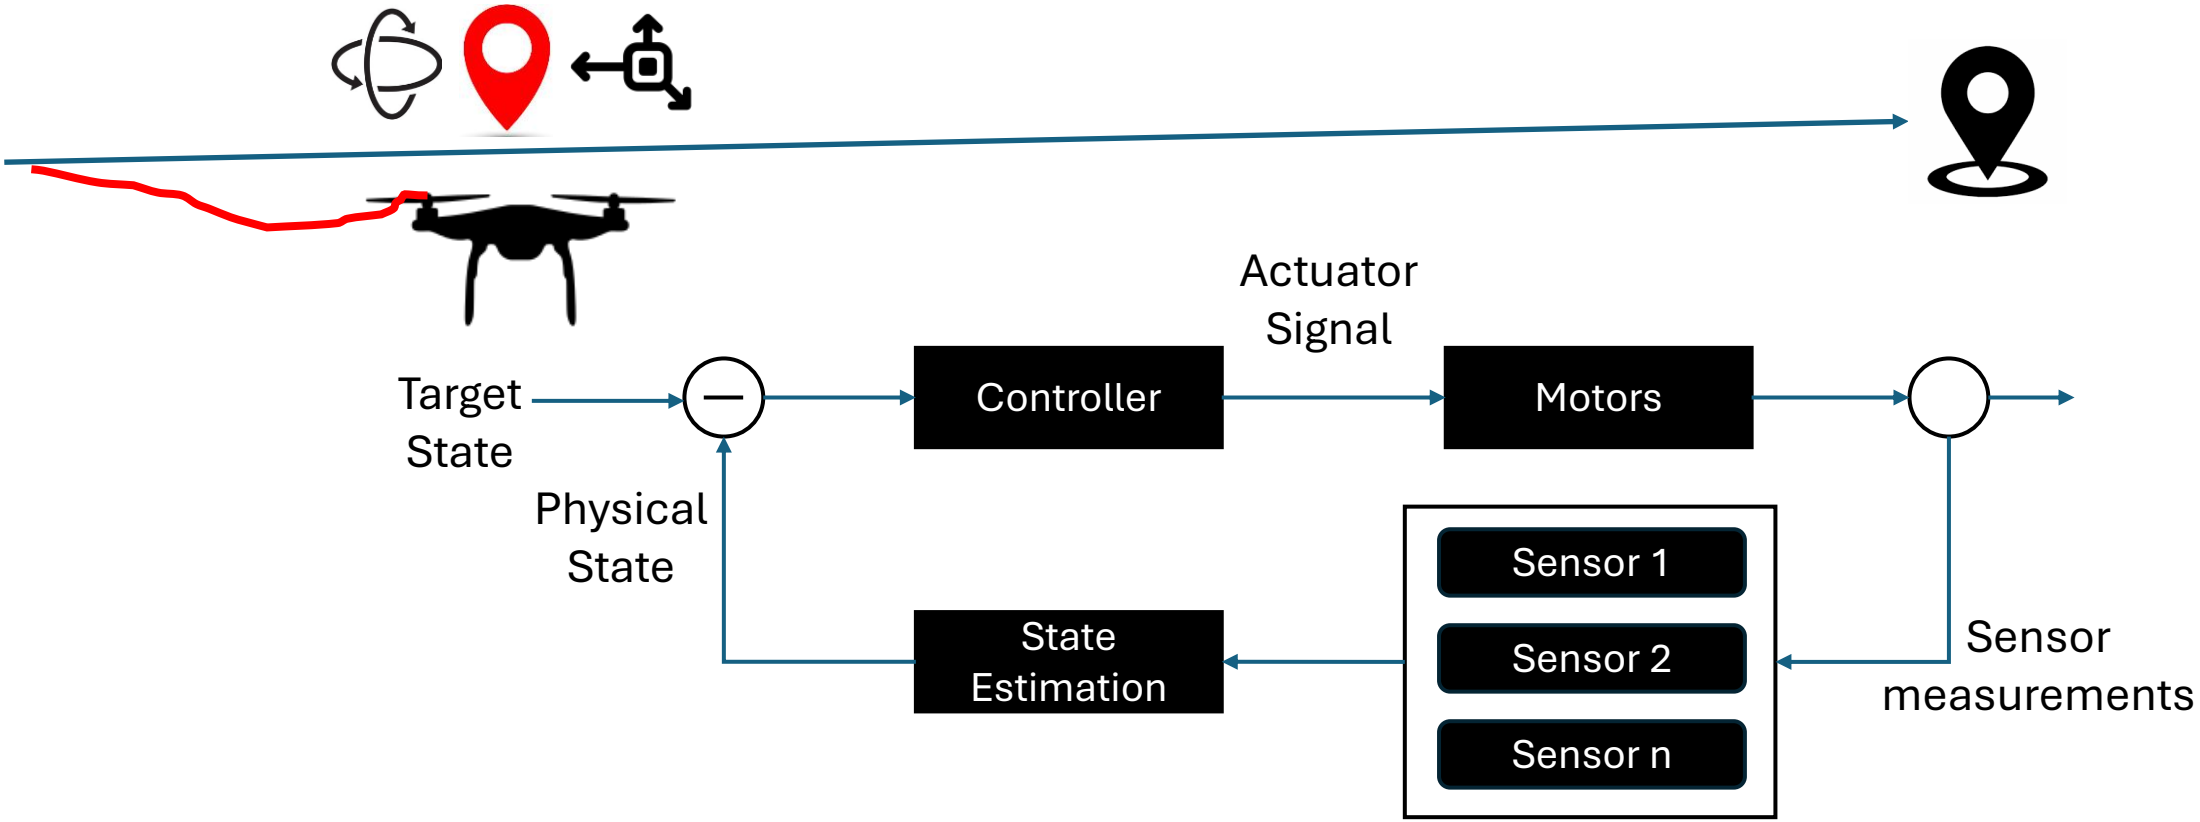 Actuator
Signal
Target
State
Controller
Motors
Physical
State
Sensor 1
State
Estimation
Sensor 2
Sensor
measurements
Sensor n